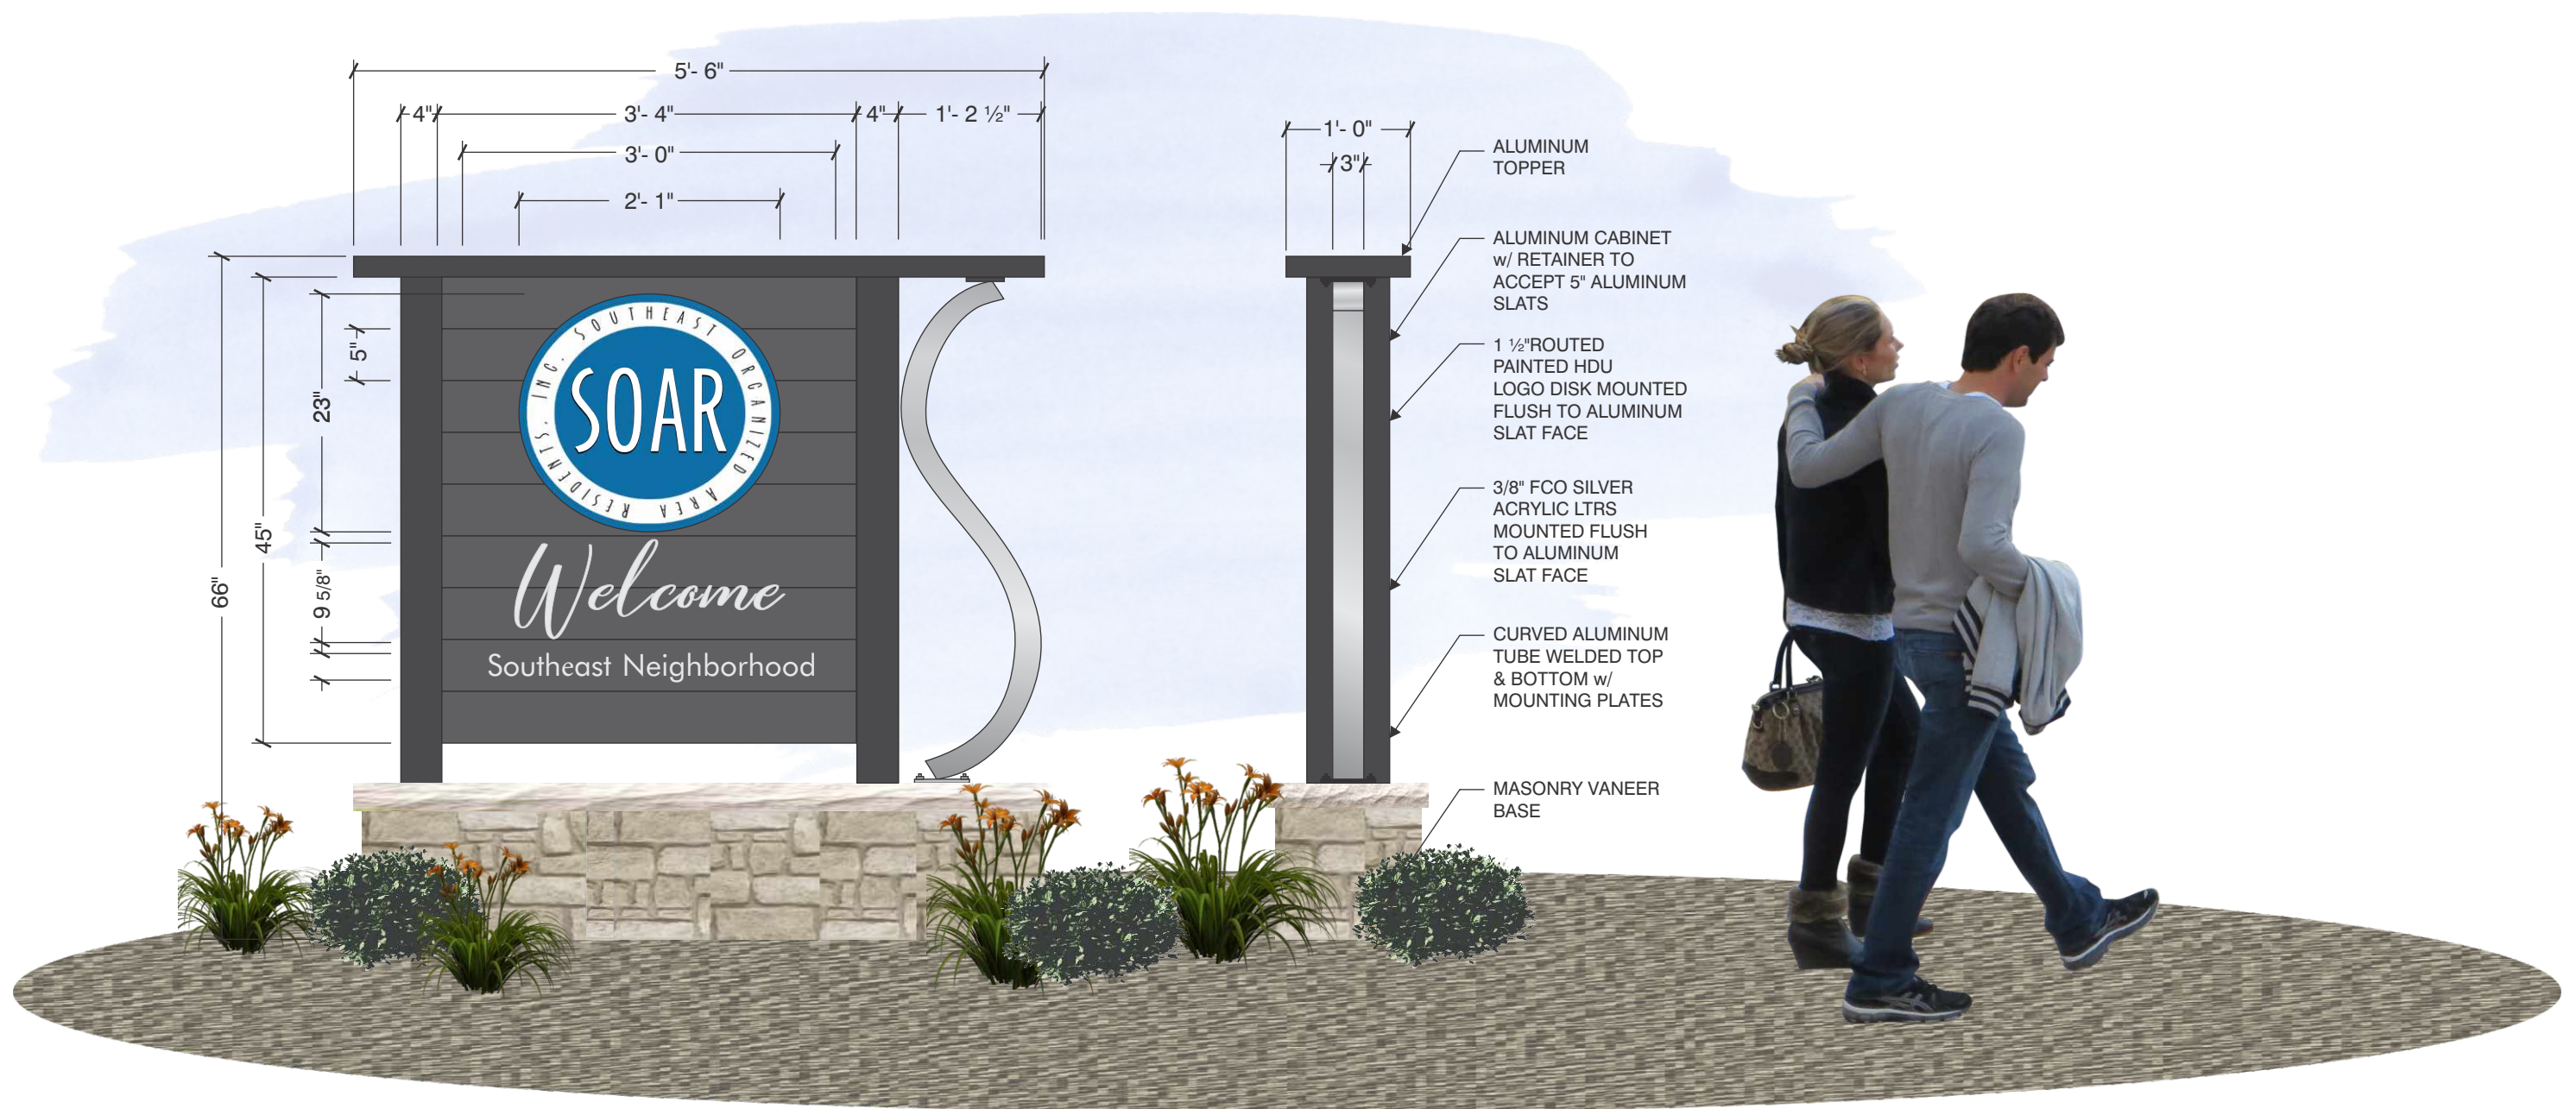 5'- 6"
4" 3'- 4" 4" 1'- 2 ½"
3'- 0"
2'- 1"
1'- 0"
3"
66"
45"
23"
5"
9 5/8"
SOUTHEAST ORGANIZED AREA RESIDENTS, INC.
SOAR
Welcome
Southeast Neighborhood
ALUMINUM
TOPPER
ALUMINUM CABINET
w/ RETAINER TO
ACCEPT 5" ALUMINUM
SLATS
1 ½"ROUTED
PAINTED HDU
LOGO DISK MOUNTED
FLUSH TO ALUMINUM
SLAT FACE
3/8" FCO SILVER
ACRYLIC LTRS
MOUNTED FLUSH
TO ALUMINUM
SLAT FACE
CURVED ALUMINUM
TUBE WELDED TOP
& BOTTOM w/
MOUNTING PLATES
MASONRY VANEER
BASE